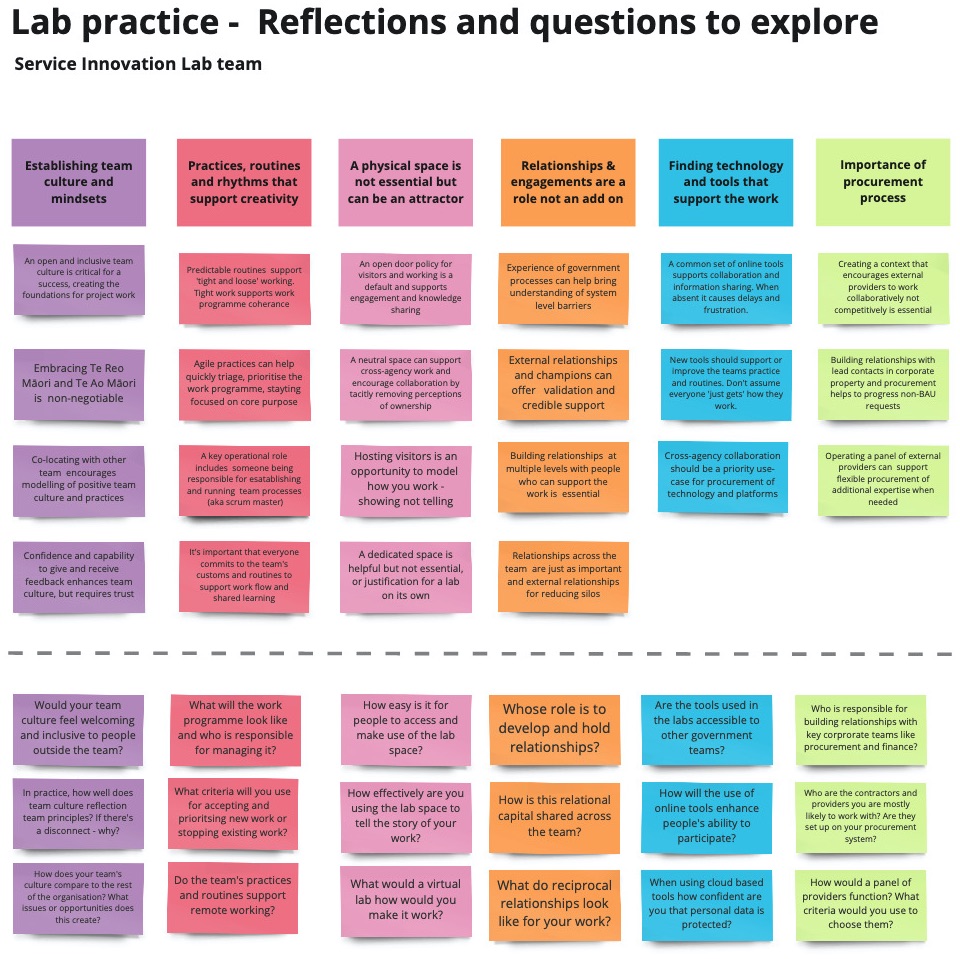 Lab practice -  Reflections and questions to explore
Service Innovation Lab team
Establishing team
culture and
mindsets
Practices, routines
and rhythms that
support creativity
A physical space is
not essential but
can be an attractor
Relationships &
engagements are a
role not an add on
Finding technology
and tools that
support the work
Importance of
procurement
process
An open and inclusive team
culture is critical for a
success, creating the
foundations for project work
Predictable routines  support
'tight and loose' working.
Tight work supports work
programme coherance
An open door policy for
visitors and working is a
default and supports
engagement and knowledge
sharing
Experience of government
processes can help bring
understanding of system
level barriers
A common set of online tools
supports collaboration and
information sharing. When
absent it causes delays and
frustration.
Creating a context that
encourages external
providers to work
collaboratively not
competitively is essential
Embracing Te Reo
Māori and Te Ao Māori
is  non-negotiable
Agile practices can help
quickly triage, prioritise the
work programme, stayting
focused on core purpose
A neutral space can support
cross-agency work and
encourage collaboration by
tacitly removing perceptions
of ownership
External relationships
and champions can
offer   validation and
credible support
New tools should support or
improve the teams practice
and routines. Don't assume
everyone 'just gets' how they
work.
Building relationships with
lead contacts in corporate
property and procurement
helps to progress non-BAU
requests
Co-locating with other
team  encourages
modelling of positive team
culture and practices
A key operational role
includes  someone being
responsible for esatablishing
and running  team processes
(aka scrum master)
Hosting visitors is an
opportunity to model
how you work -
showing not telling
Building relationships  at
multiple levels with people
who can support the
work is  essential
Cross-agency collaboration
should be a priority use-
case for procurement of
technology and platforms
Operating a panel of external
providers can  support
flexible procurement of
additional expertise when
needed
Confidence and capability
to give and receive
feedback enhances team
culture, but requires trust
It's important that everyone
commits to the team's
customs and routines to
support work flow and
shared learning
A dedicated space is
helpful but not essential,
or justification for a lab
on its own
Relationships across the
team  are just as important
and external relationships
for reducing silos
Would your team
culture feel welcoming
and inclusive to people
outside the team?
What will the work
programme look like
and who is responsible
for managing it?
How easy is it for
people to access and
make use of the lab
space?
Whose role is to
develop and hold
relationships?
Are the tools used in
the labs accessible to
other government
teams?
Who is responsible for
building relationships with
key corprorate teams like
procurement and finance?
In practice, how well does
team culture reflection
team principles? If there's
a disconnect - why?
What criteria will you use
for accepting and
prioritsing new work or
stopping existing work?
How effectively are you
using the lab space to
tell the story of your
work?
How is this relational
capital shared across
the team?
How will the use of
online tools enhance
people's ability to
participate?
Who are the contractors and
providers you are mostly
likely to work with? Are they
set up on your procurement
system?
How does your team's
culture compare to the rest
of the organisation? What
issues or opportunities does
this create?
Do the team's practices
and routines support
remote working?
What would a virtual
lab how would you
make it work?
What do reciprocal
relationships look
like for your work?
When using cloud based
tools how confident are
you that personal data is
protected?
How would a panel of
providers function? What
criteria would you use to
choose them?